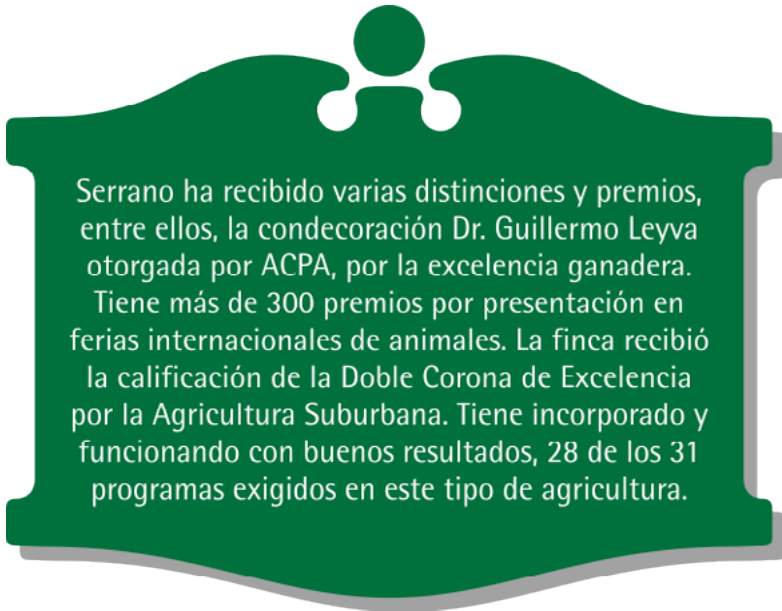 Serrano ha recibido varias distinciones y premios,
entre ellos, la condecoración Dr. Guillermo Leyva
otorgada por ACPA, por la excelencia ganadera.
Tiene más de 300 premios por presentación en
ferias internacionales de animales. La finca recibió
la calificación de la Doble Corona de Excelencia
por la Agricultura Suburbana. Tiene incorporado y
funcionando con buenos resultados, 28 de los 31
programas exigidos en este tipo de agricultura.